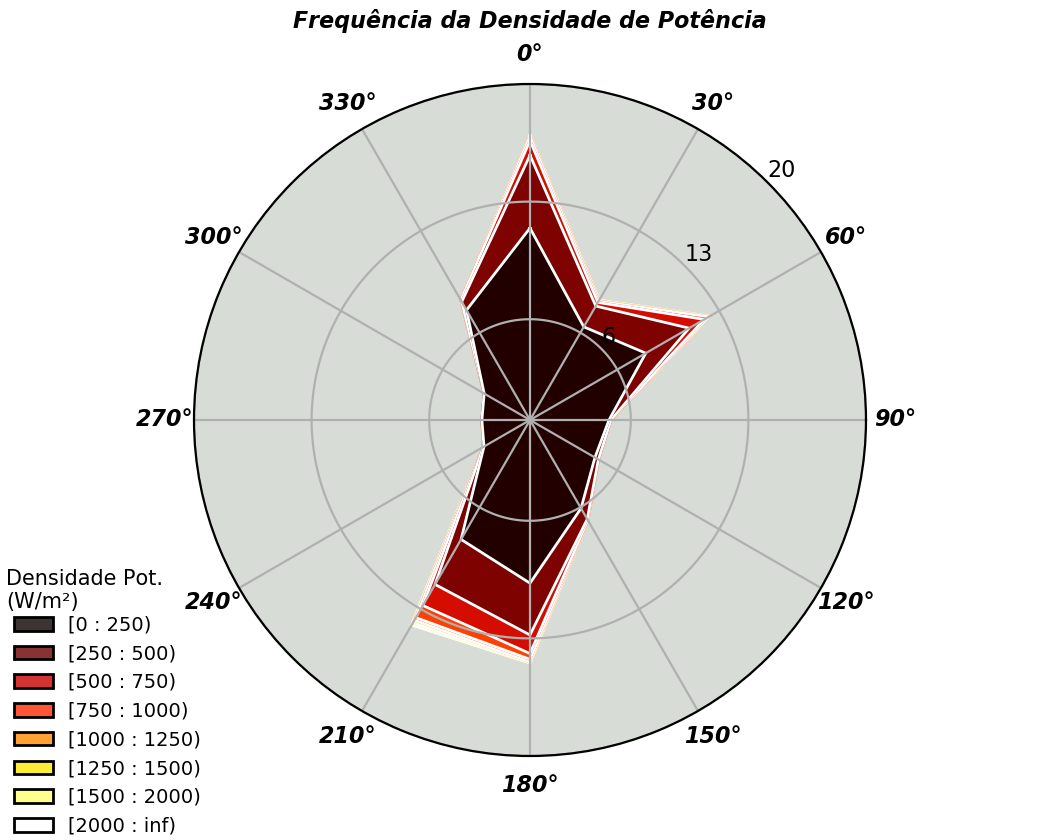 Frequência da Densidade de Potência
0°
330°
30°
20
300°
60°
13
6
270°
90°
240°
120°
210°
150°
180°
Densidade Pot.
(W/m²)
[0 : 250)
[250 : 500)
[500 : 750)
[750 : 1000)
[1000 : 1250)
[1250 : 1500)
[1500 : 2000)
[2000 : inf)